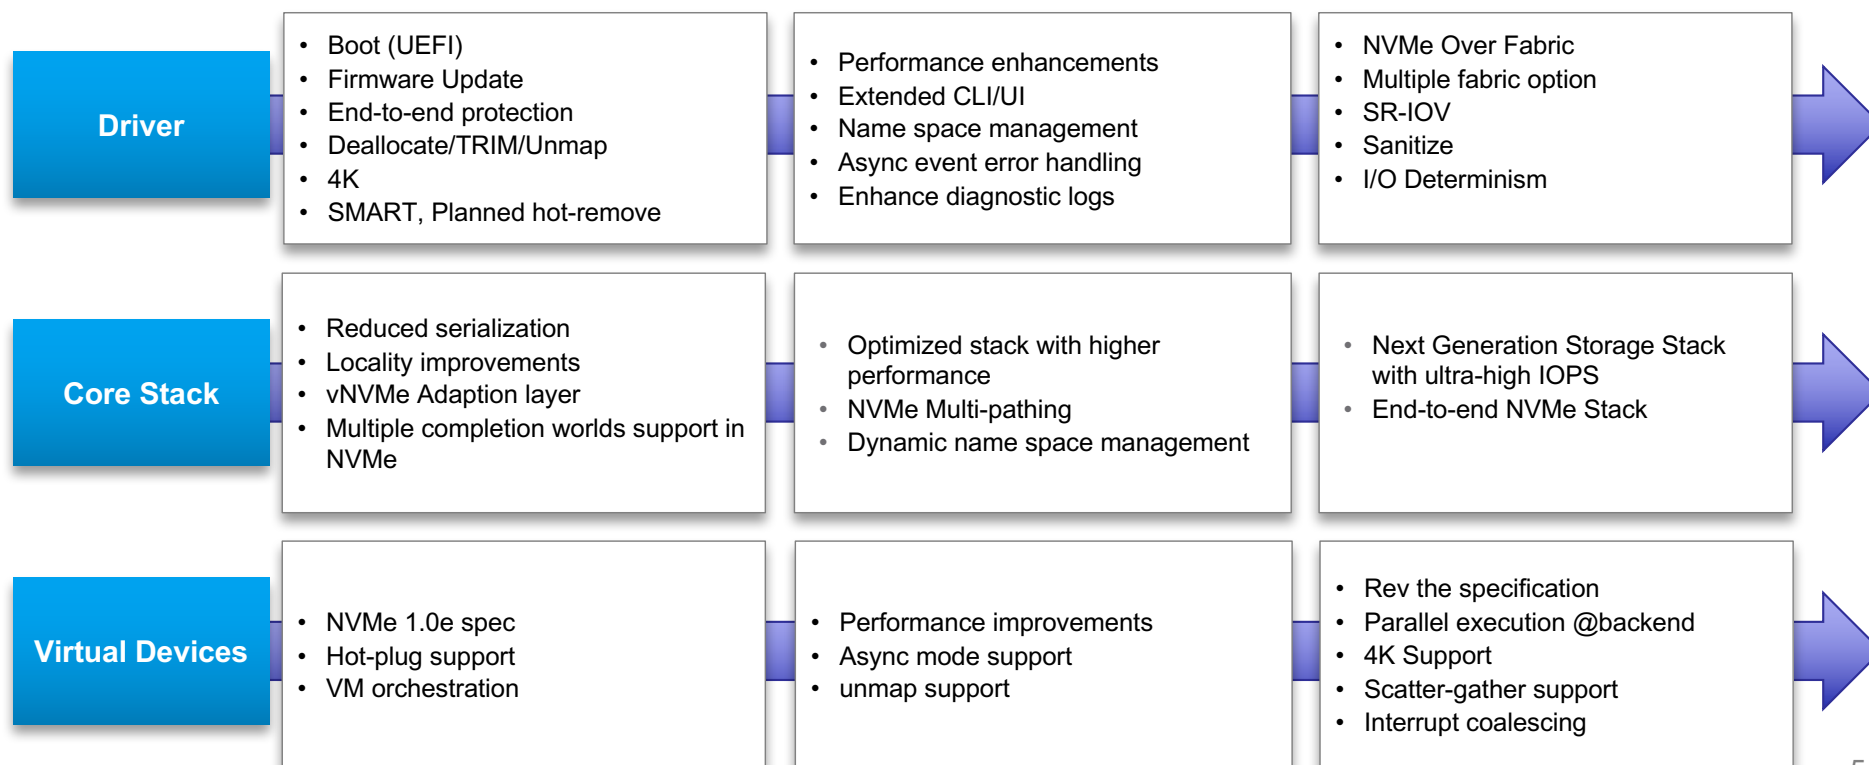 Driver
• Boot (UEFI)
• Firmware Update
• End-to-end protection
• Deallocate/TRIM/Unmap
• 4K
• SMART, Planned hot-remove
• Performance enhancements
• Extended CLI/UI
• Name space management
• Async event error handling
• Enhance diagnostic logs
• NVMe Over Fabric
• Multiple fabric option
• SR-IOV
• Sanitize
• I/O Determinism
Core Stack
• Reduced serialization
• Locality improvements
• vNVMe Adaption layer
• Multiple completion worlds support in
NVMe
• Optimized stack with higher
performance
• NVMe Multi-pathing
• Dynamic name space management
• Next Generation Storage Stack
with ultra-high IOPS
• End-to-end NVMe Stack
Virtual Devices
• NVMe 1.0e spec
• Hot-plug support
• VM orchestration
• Performance improvements
• Async mode support
• unmap support
• Rev the specification
• Parallel execution @backend
• 4K Support
• Scatter-gather support
• Interrupt coalescing